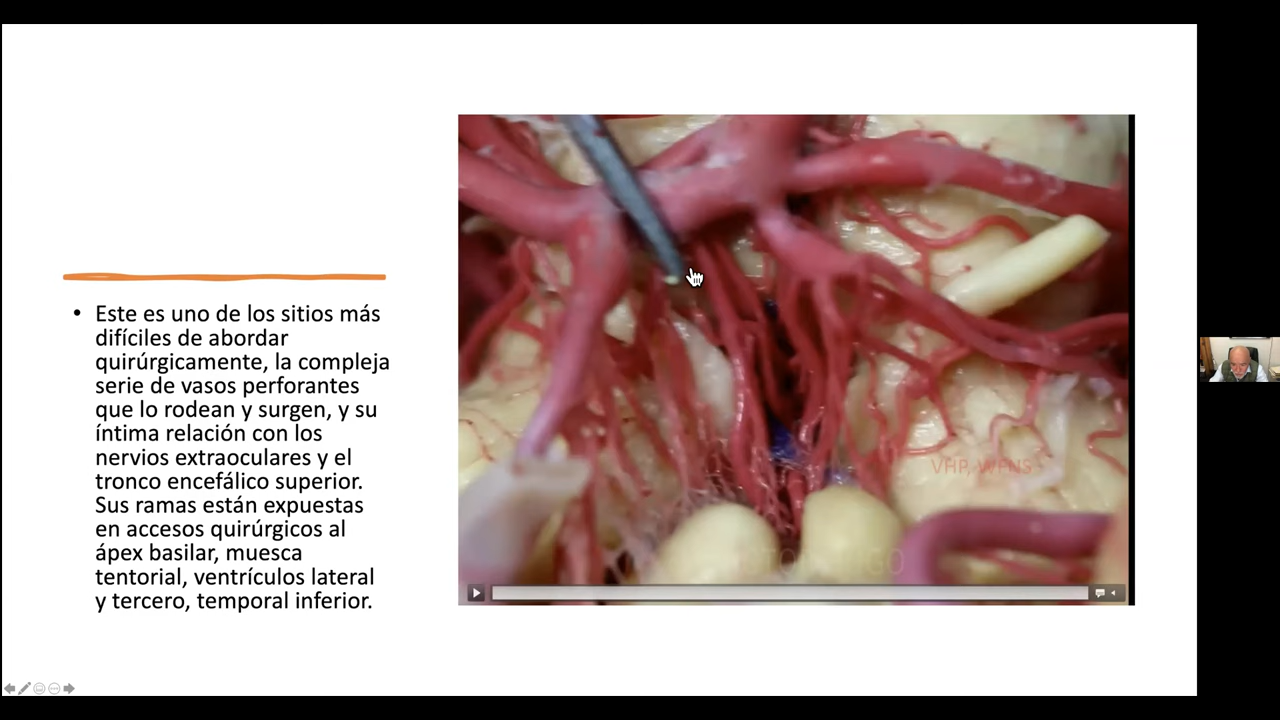 Este es uno de los sitios más
difíciles de abordar
quirúrgicamente, la compleja
serie de vasos perforantes
que lo rodean y surgen, y su
íntima relación con los
nervios extraoculares y el
tronco encefálico superior.
Sus ramas están expuestas
en accesos quirúrgicos al
ápex basilar, muesca
tentorial, ventrículos lateral
y tercero, temporal inferior.
VHP, WFNS